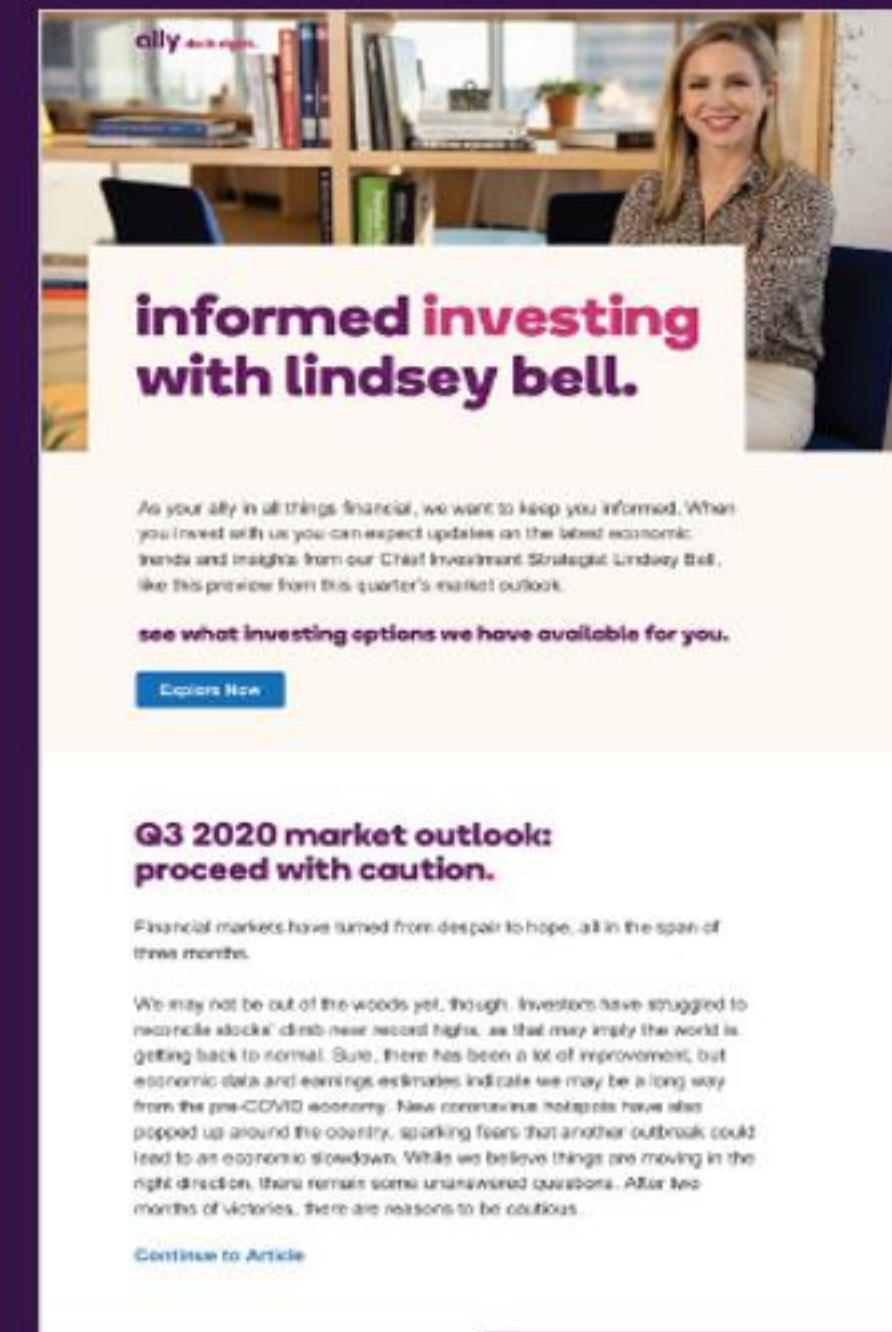 ally do it right.
informed investing
with lindsey bell.
As your ally in all things financial, we want to keep you informed. When
you invest with us you can expect updates on the latest economic
trends and insights from our Chief Investment Strategist Lindsey Bell,
like this preview from this quarter's market outlook.
see what investing options we have available for you.
Explore Now
Q3 2020 market outlook:
proceed with caution.
Financial markets have turned from despair to hope, all in the span of
three months.
We may not be out of the woods yet, though. Investors have struggled to
reconcile stocks' climb near record highs, as that may imply the world is
getting back to normal. Sure, there has been a lot of improvement, but
economic data and earnings estimates indicate we may be a long way
from the pre-COVID economy. New coronavirus hotspots have also
popped up around the country, sparking fears that another outbreak could
lead to an economic slowdown. While we believe things are moving in the
right direction, there remain some unanswered questions. After two
months of victories, there are reasons to be cautious.
Continue to Article